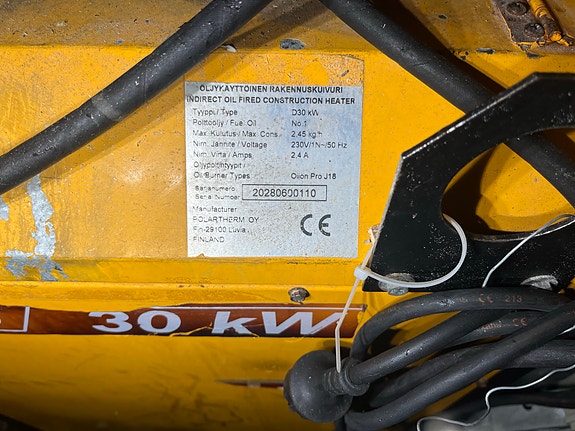 ÖLJYKÄYTTÖINEN RAKENNUSKUIVURI
INDIRECT OIL FIRED CONSTRUCTION HEATER
Tyyppi / Type D30 kW
Polttoöljy / Fue. Oil No.1
Max. Kulutus / Max. Cons. 2,45 kg/h
Nim. Jännite / Voltage 230V/1N~/50 Hz
Nim. Virta / Amps. 2,4 A
Öljypolttintyypit /
Oil Burner Types: Oilon Pro J18
Sarjanumero
Serial Number 20280600110
Manufacturer
POLARTHERM OY
Fin-29100 Luvia
FINLAND
CE
30 kW